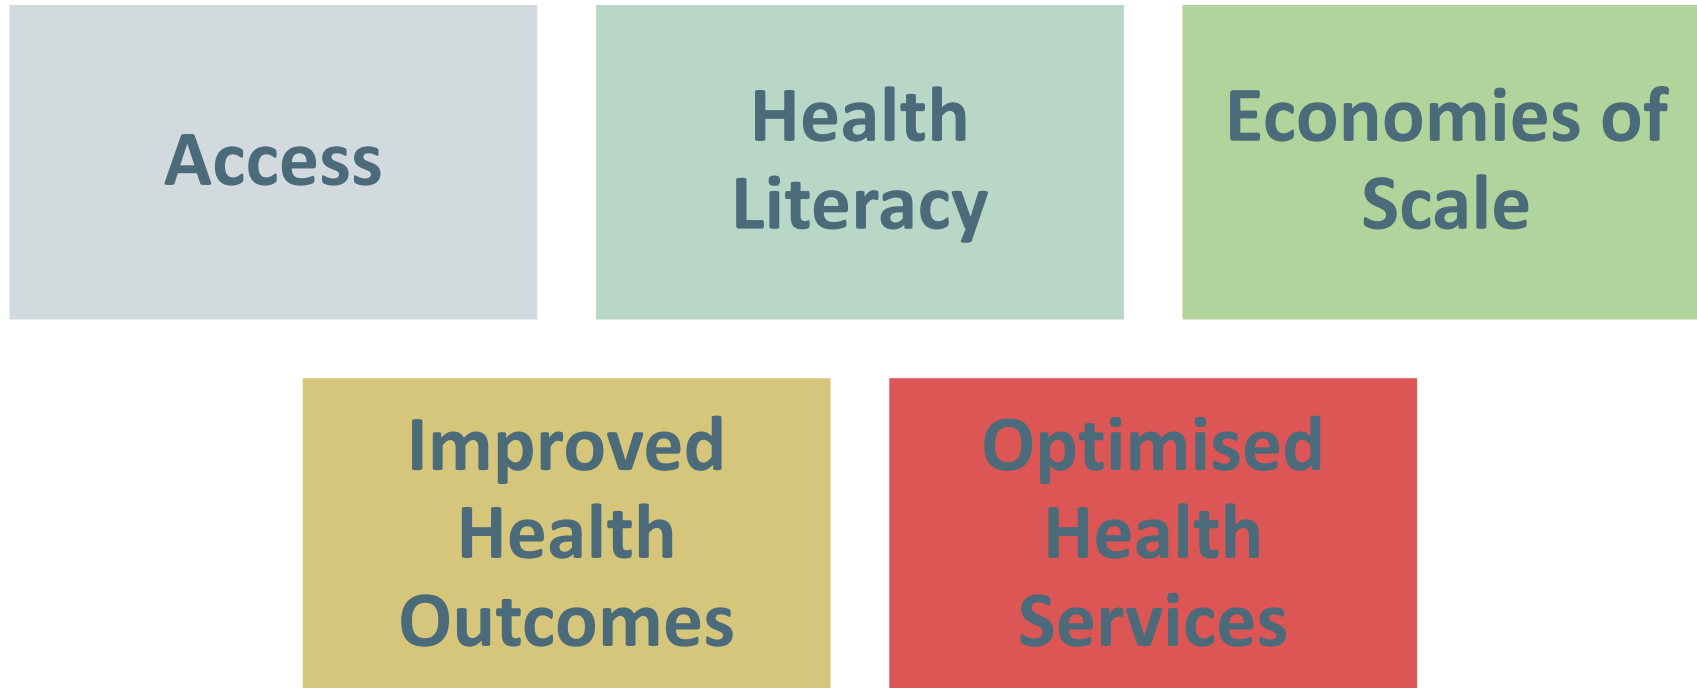 Access
Health
Literacy
Economies of
Scale
Improved
Health
Outcomes
Optimised
Health
Services